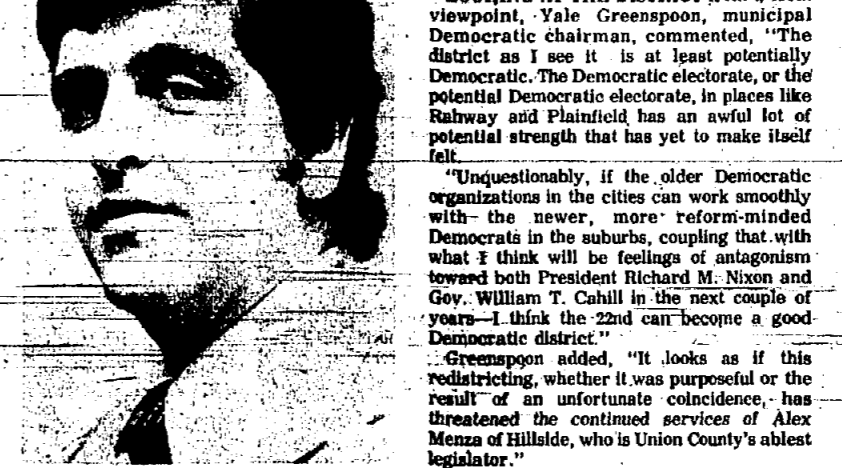 viewpoint, Yale Greenspoon, municipal
Democratic chairman, commented, "The
district as I see it is at least potentially
Democratic. The Democratic electorate, or the
potential Democratic electorate, in places like
Rahway and Plainfield has an awful lot of
potential strength that has yet to make itself
felt.
"Unquestionably, if the older Democratic
organizations in the cities can work smoothly
with the newer, more reform-minded
Democrats in the suburbs, coupling that with
what I think will be feelings of antagonism
toward both President Richard M. Nixon and
Gov. William T. Cahill in the next couple of
years—I think the 22nd can become a good
Democratic district."
Greenspoon added, "It looks as if this
redistricting, whether it was purposeful or the
result of an unfortunate coincidence, has
threatened the continued services of Alex
Menza of Hillside, who is Union County's ablest
legislator."